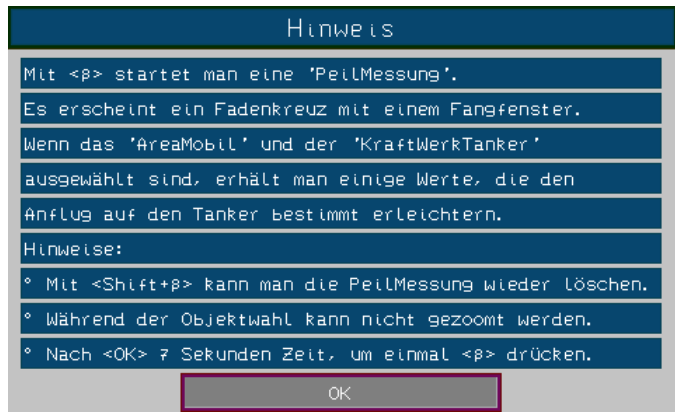 Hinweis
Mit <β> startet man eine 'PeilMessung'.
Es erscheint ein Fadenkreuz mit einem Fangfenster.
Wenn das 'AreaMobil' und der 'KraftWerkTanker'
ausgewählt sind, erhält man einige Werte, die den
Anflug auf den Tanker bestimmt erleichtern.
Hinweise:
° Mit <Shift+β> kann man die PeilMessung wieder löschen.
° Während der Objektwahl kann nicht gezoomt werden.
° Nach <OK> 7 Sekunden Zeit, um einmal <β> drücken.
OK